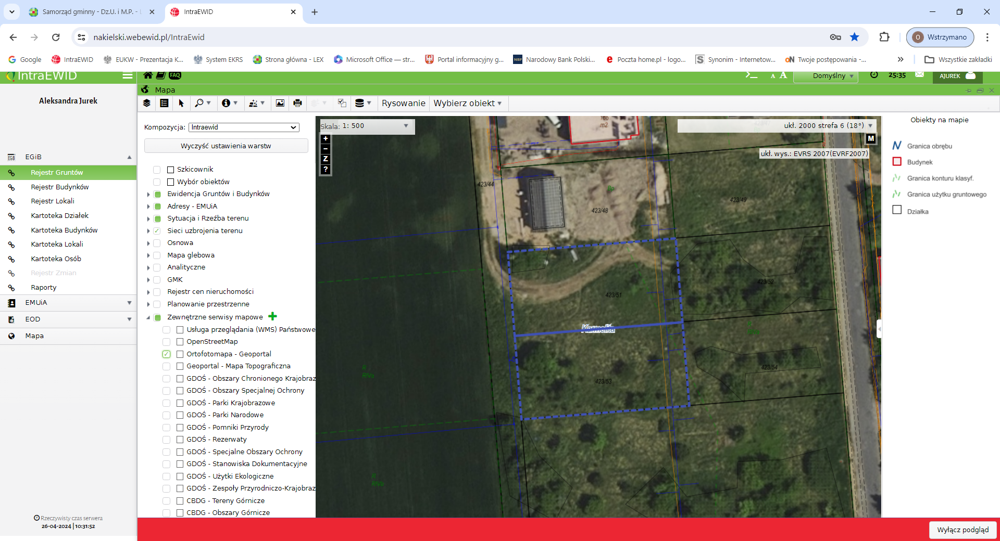 Samorząd gminny - Dz.U. i M.P. - L
IntraEWID
nakielski.webewid.pl/IntraEwid
O
Wstrzymano
Google
IntraEWID
EUKW - Prezentacja K...
System EKRS
Strona główna - LEX
Microsoft Office — str...
Portal informacyjny g...
NBP
Narodowy Bank Polski...
Poczta home.pl - logo...
Synonim - Internetow...
Twoje postępowania -...
Wszystkie zakładki
IntraEWID
FAQ
A A
Domyślny
25:35
AJUREK
Mapa
Aleksandra Jurek
Rysowanie
Wybierz obiekt
EGiB
Rejestr Gruntów
Rejestr Budynków
Rejestr Lokali
Kartoteka Działek
Kartoteka Budynków
Kartoteka Lokali
Kartoteka Osób
Rejestr Zmian
Raporty
EMUiA
EOD
Mapa
Rzeczywisty czas serwera
26-04-2024 | 10:31:52
Kompozycja:
Intraewid
Wyczyść ustawienia warstw
Szkicownik
Wybór obiektów
Ewidencja Gruntów i Budynków
Adresy - EMUiA
Sytuacja i Rzeźba terenu
Sieci uzbrojenia terenu
Osnowa
Mapa glebowa
Analityczne
GMK
Rejestr cen nieruchomości
Planowanie przestrzenne
Zewnętrzne serwisy mapowe
Usługa przeglądania (WMS) Państwowe
OpenStreetMap
Ortofotomapa - Geoportal
Geoportal - Mapa Topograficzna
GDOŚ - Obszary Chronionego Krajobraz
GDOŚ - Obszary Specjalnej Ochrony
GDOŚ - Parki Krajobrazowe
GDOŚ - Parki Narodowe
GDOŚ - Pomniki Przyrody
GDOŚ - Rezerwaty
GDOŚ - Specjalne Obszary Ochrony
GDOŚ - Stanowiska Dokumentacyjne
GDOŚ - Użytki Ekologiczne
GDOŚ - Zespoły Przyrodniczo-Krajobraz
CBDG - Tereny Górnicze
CBDG - Obszary Górnicze
Skala: 1: 500
+
−
Z
?
m2
ukł. 2000 strefa 6 (18°)
M
ukł. wys.: EVRS 2007(EVRF2007)
423/44
Bp
423/48
423/49
423/51
423/52
Karmelita
R
RIVa
423/53
423/54
R
RIVb
Obiekty na mapie
Granica obrębu
Budynek
Granica konturu klasyf.
Granica użytku gruntowego
Działka
Wyłącz podgląd